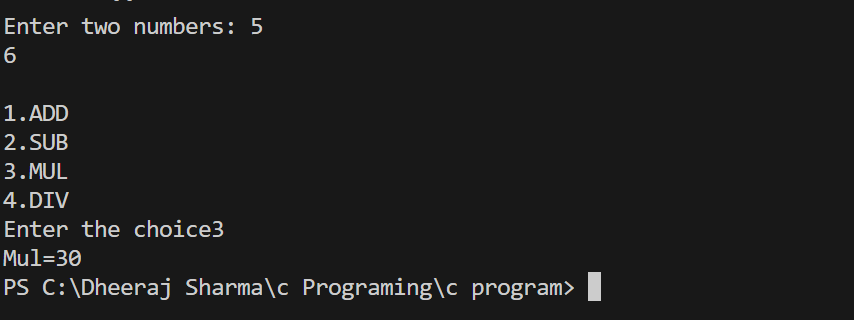 Enter two numbers: 5
6
1.ADD
2.SUB
3.MUL
4.DIV
Enter the choice3
Mul=30
PS C:\Dheeraj Sharma\c Programing\c program>